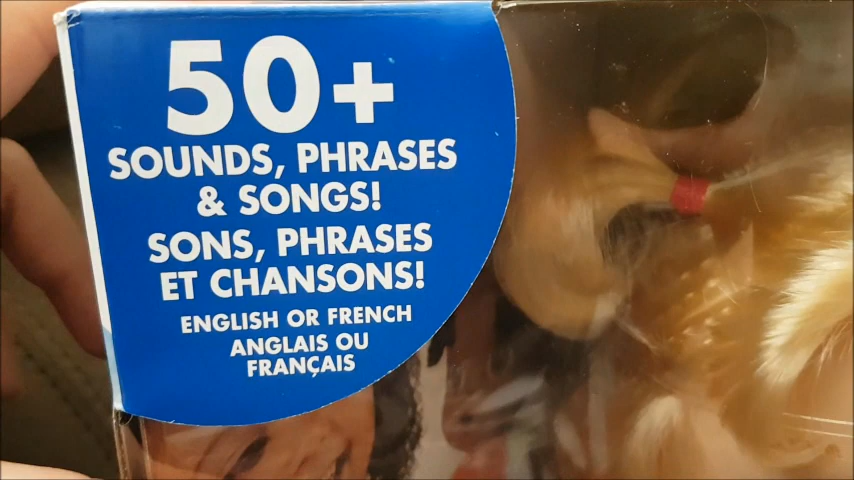 50+
SOUNDS, PHRASES
& SONGS!
SONS, PHRASES
ET CHANSONS!
ENGLISH OR FRENCH
ANGLAIS OU
FRANÇAIS